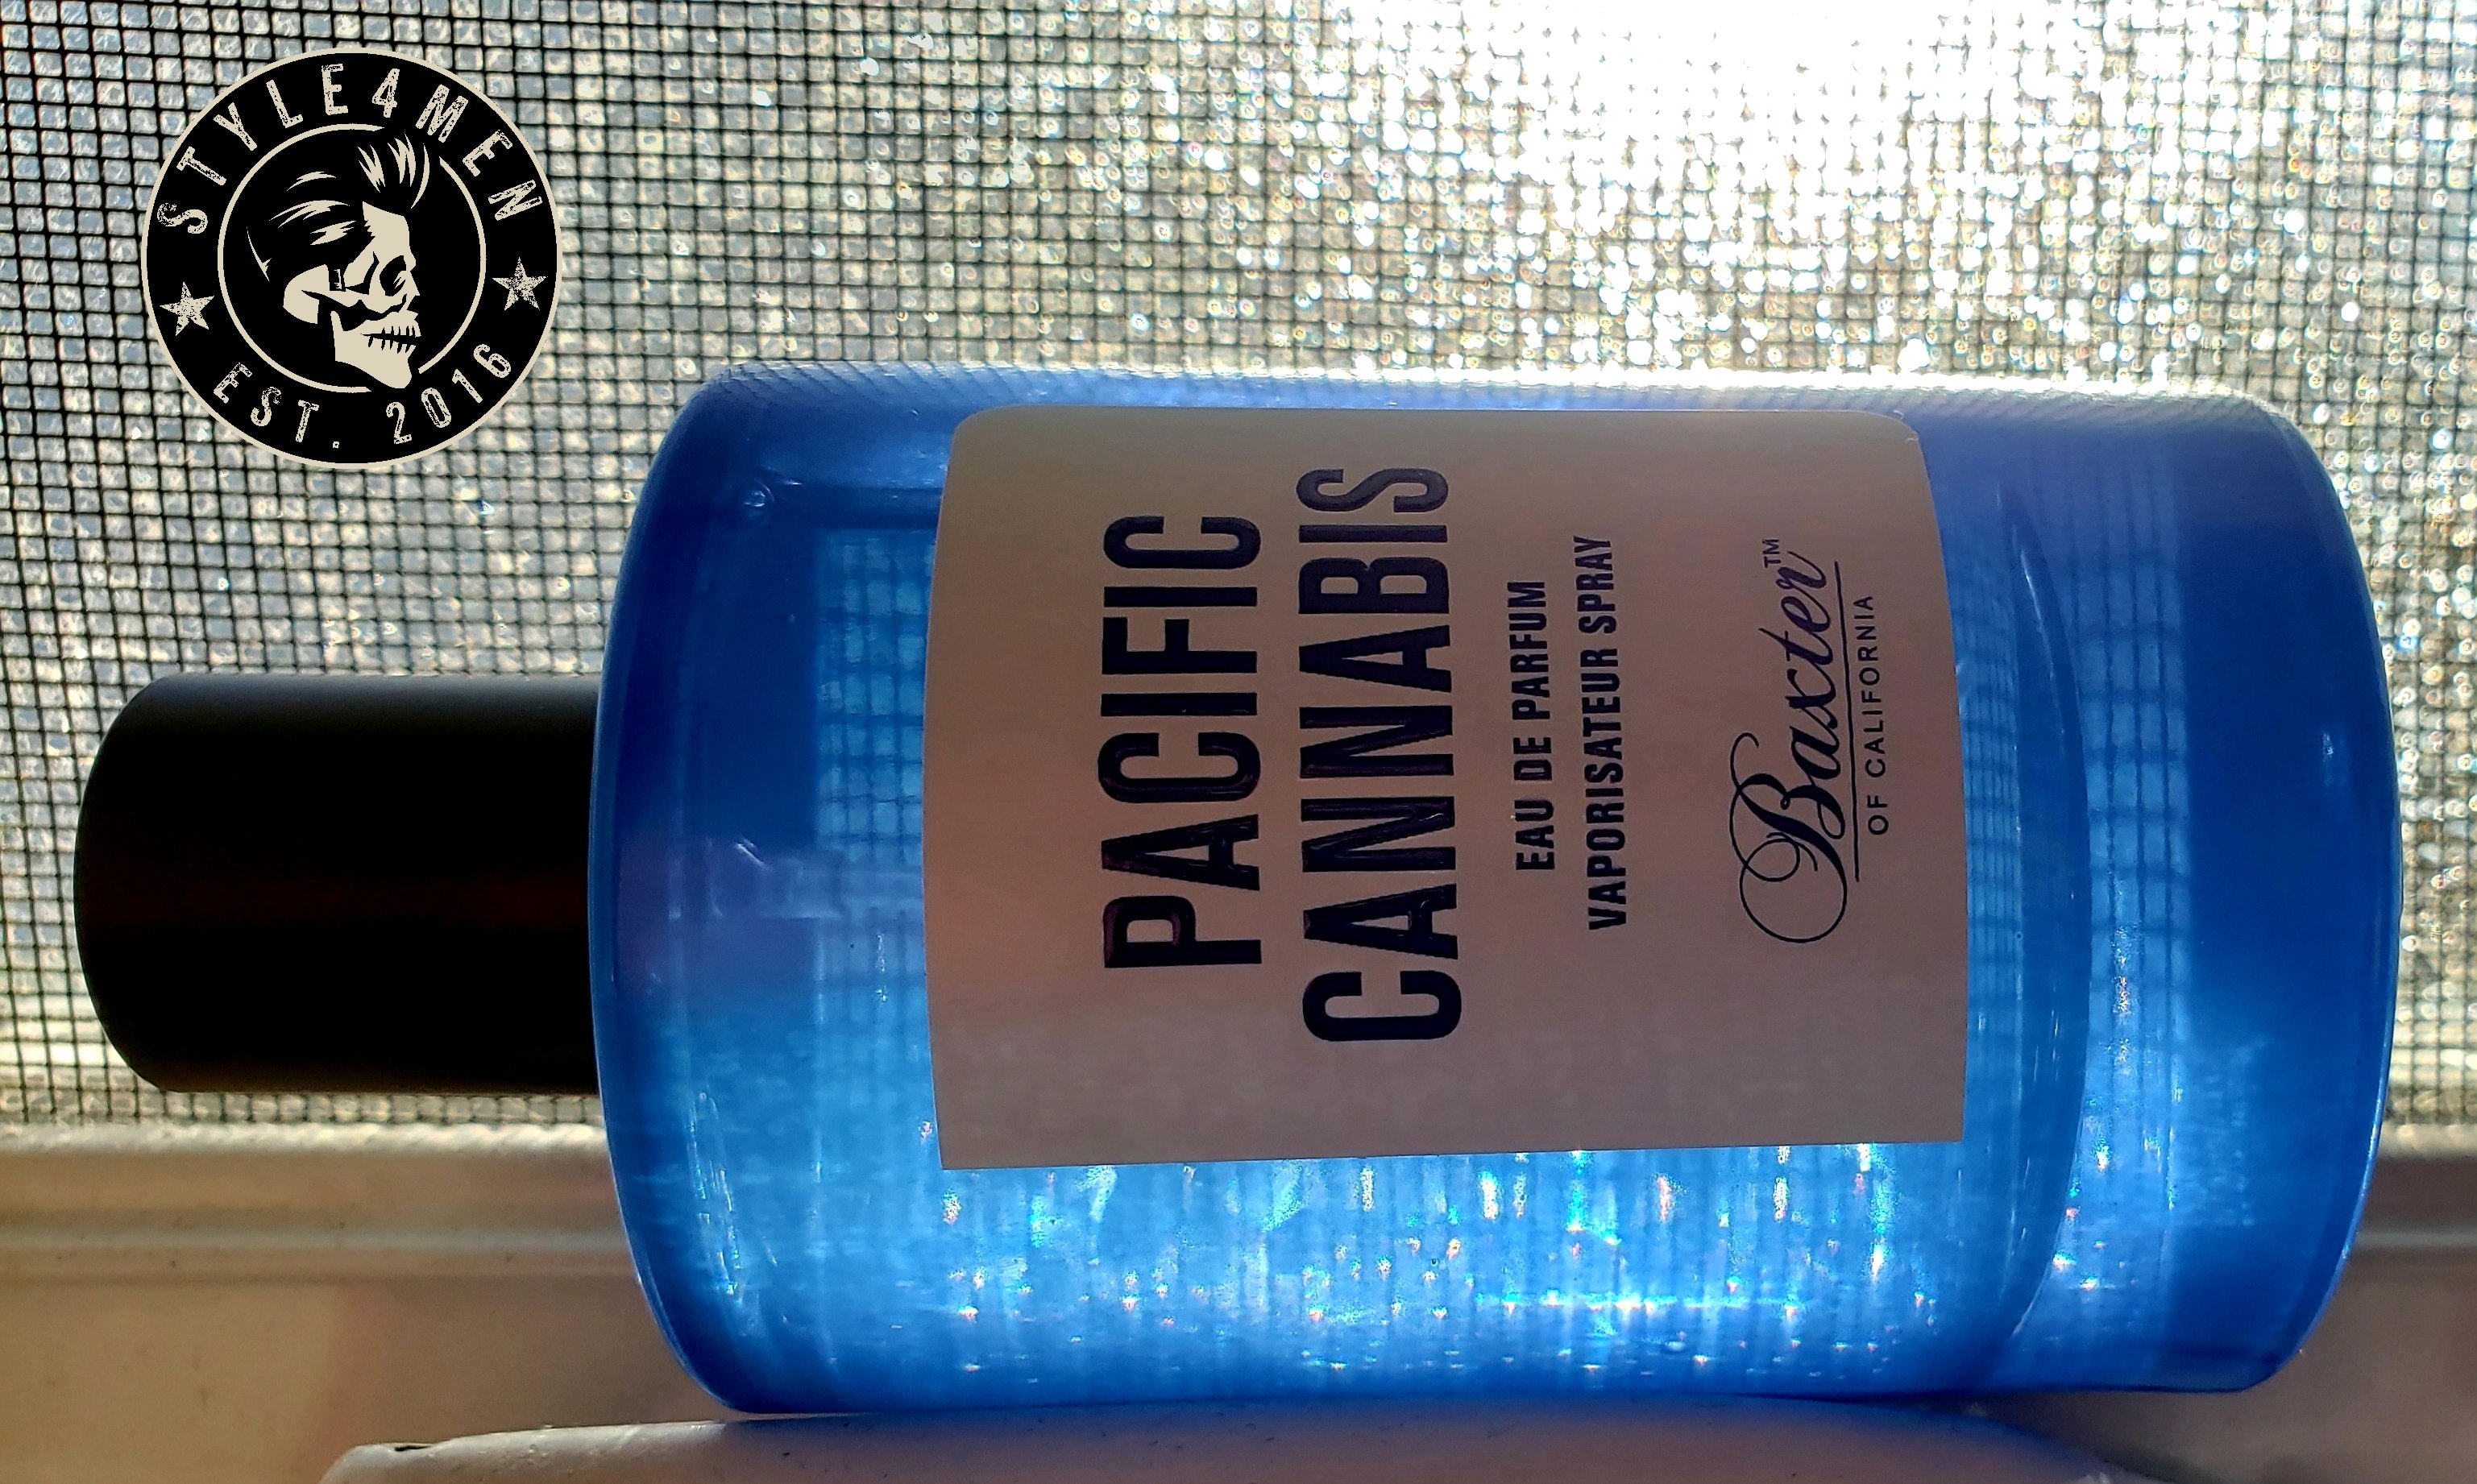 STYLE4MEN
EST. 2016
PACIFIC
CANNABIS
EAU DE PARFUM
VAPORISATEUR SPRAY
Baxter™
OF CALIFORNIA